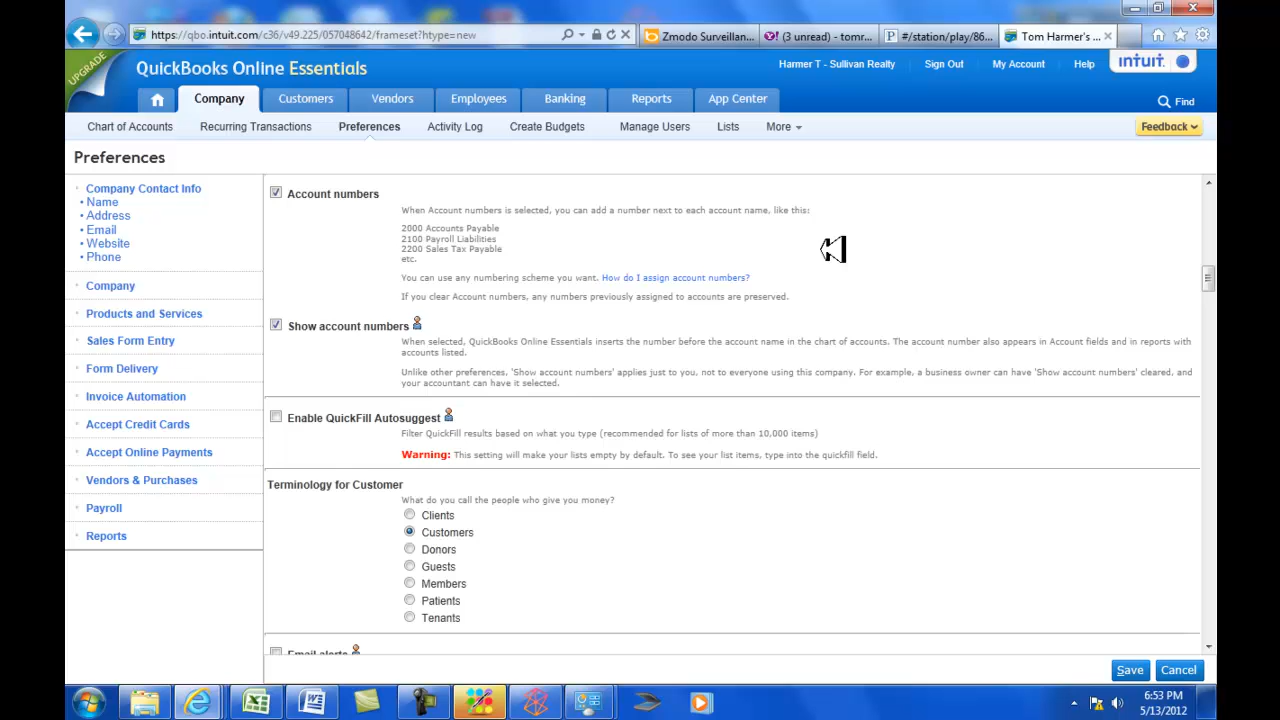 https://qbo.intuit.com/c36/v49.225/057048642/frameset?htype=new
Zmodo Surveillan...
(3 unread) - tomr...
#/station/play/86...
Tom Harmer's ...
UPGRADE
QuickBooks Online Essentials
Harmer T - Sullivan Realty
Sign Out
My Account
Help
intuit
Company
Customers
Vendors
Employees
Banking
Reports
App Center
Find
Chart of Accounts
Recurring Transactions
Preferences
Activity Log
Create Budgets
Manage Users
Lists
More
Feedback
Preferences
Company Contact Info
• Name
• Address
• Email
• Website
• Phone
Company
Products and Services
Sales Form Entry
Form Delivery
Invoice Automation
Accept Credit Cards
Accept Online Payments
Vendors & Purchases
Payroll
Reports
Account numbers
When Account numbers is selected, you can add a number next to each account name, like this:
2000 Accounts Payable
2100 Payroll Liabilities
2200 Sales Tax Payable
etc.
You can use any numbering scheme you want. How do I assign account numbers?
If you clear Account numbers, any numbers previously assigned to accounts are preserved.
Show account numbers
When selected, QuickBooks Online Essentials inserts the number before the account name in the chart of accounts. The account number also appears in Account fields and in reports with
accounts listed.
Unlike other preferences, 'Show account numbers' applies just to you, not to everyone using this company. For example, a business owner can have 'Show account numbers' cleared, and
your accountant can have it selected.
Enable QuickFill Autosuggest
Filter QuickFill results based on what you type (recommended for lists of more than 10,000 items)
Warning: This setting will make your lists empty by default. To see your list items, type into the quickfill field.
Terminology for Customer
What do you call the people who give you money?
Clients
Customers
Donors
Guests
Members
Patients
Tenants
Email alerts
Save
Cancel
6:53 PM
5/13/2012